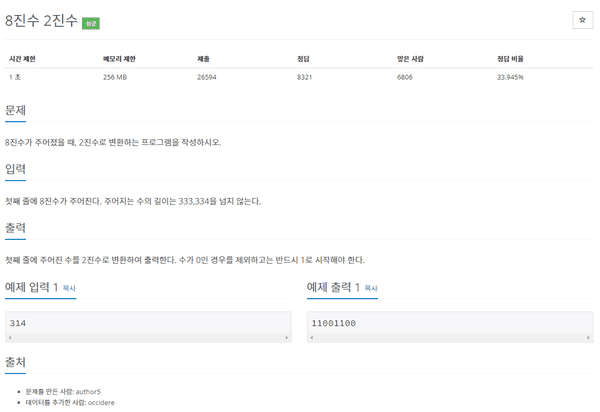 8진수 2진수 성공
☆
시간 제한 메모리 제한 제출 정답 맞은 사람 정답 비율
1 초 256 MB 26594 8321 6806 33.945%
문제
8진수가 주어졌을 때, 2진수로 변환하는 프로그램을 작성하시오.
입력
첫째 줄에 8진수가 주어진다. 주어지는 수의 길이는 333,334을 넘지 않는다.
출력
첫째 줄에 주어진 수를 2진수로 변환하여 출력한다. 수가 0인 경우를 제외하고는 반드시 1로 시작해야 한다.
예제 입력 1 복사
314
예제 출력 1 복사
11001100
출처
문제를 만든 사람: author5
데이터를 추가한 사람: occidere